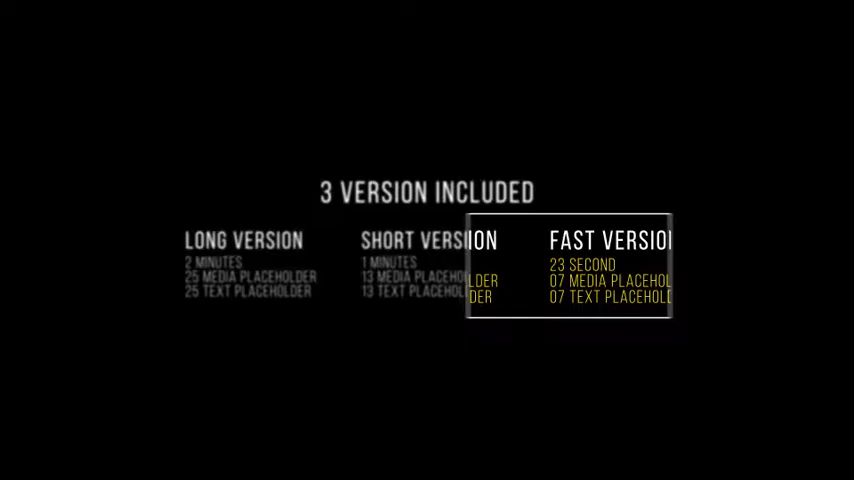 3 VERSION INCLUDED
LONG VERSION
2 MINUTES
25 MEDIA PLACEHOLDER
25 TEXT PLACEHOLDER
SHORT VERSION
1 MINUTES
13 MEDIA PLACEHOLDER
13 TEXT PLACEHOLDER
FAST VERSIO
23 SECOND
07 MEDIA PLACEHOL
07 TEXT PLACEHOL